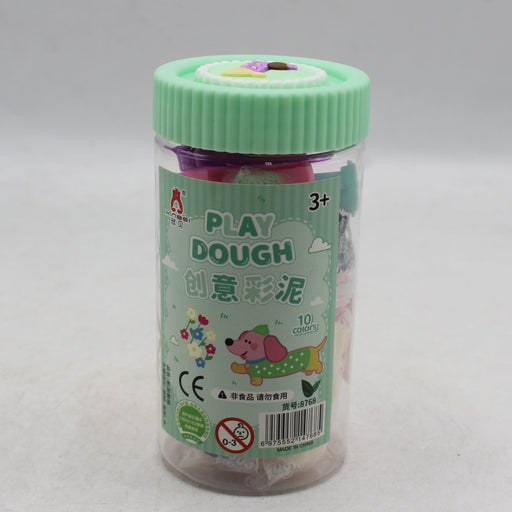 3+
PLAY
DOUGH
创意彩泥
10
colors
非食品 请勿食用
货号:8768
CE
0-3
6975552147685
MADE IN CHINA